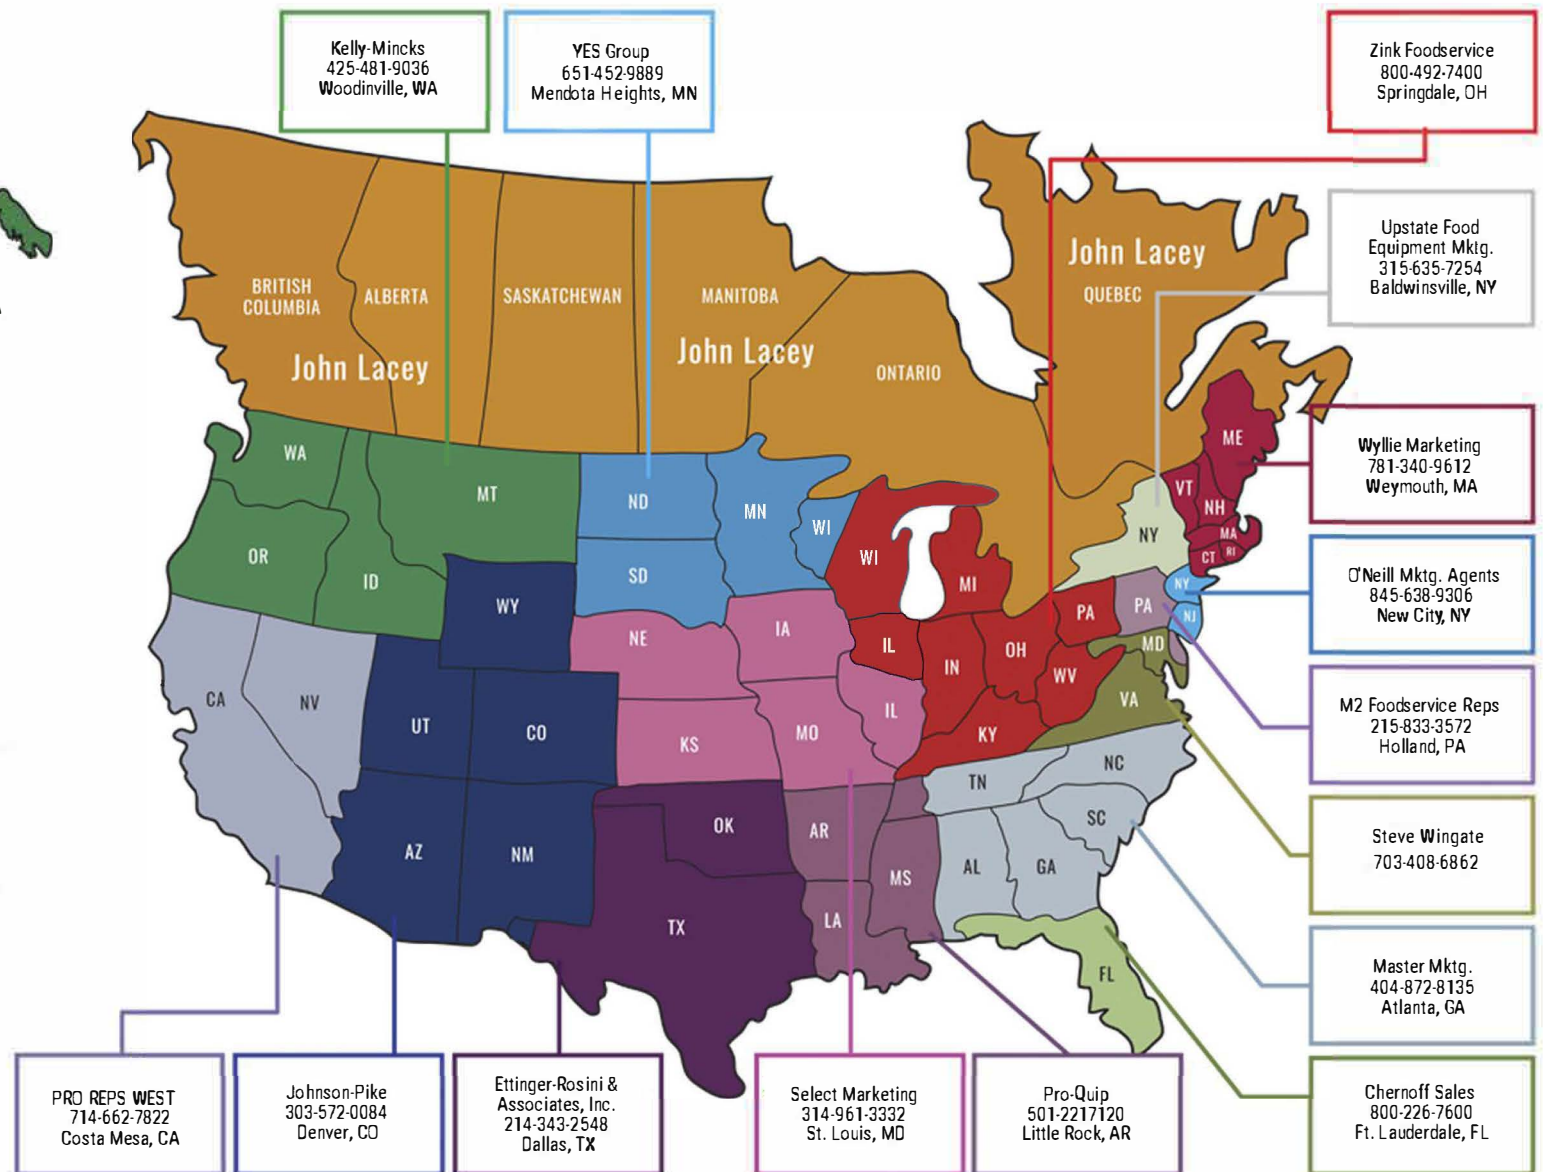 Kelly-Mincks
425-481-9036
Woodinville, WA
YES Group
651-452-9889
Mendota Heights, MN
Zink Foodservice
800-492-7400
Springdale, OH
Upstate Food
Equipment Mktg.
315-635-7254
Baldwinsville, NY
John Lacey
QUEBEC
BRITISH
COLUMBIA
ALBERTA
SASKATCHEWAN
MANITOBA
John Lacey
John Lacey
ONTARIO
WA
MT
OR
ID
ND
SD
MN
WI
WI
MI
WY
NE
IA
IL
IN
OH
PA
WV
KY
PA
NY
ME
VT
NH
MA
CT
RI
NY
NJ
MD
VA
CA
NV
UT
CO
KS
MO
IL
TN
NC
SC
AZ
NM
OK
AR
MS
AL
GA
TX
LA
FL
Wyllie Marketing
781-340-9612
Weymouth, MA
O'Neill Mktg. Agents
845-638-9306
New City, NY
M2 Foodservice Reps
215-833-3572
Holland, PA
Steve Wingate
703-408-6862
Master Mktg.
404-872-8135
Atlanta, GA
Chernoff Sales
800-226-7600
Ft. Lauderdale, FL
PRO REPS WEST
714-662-7822
Costa Mesa, CA
Johnson-Pike
303-572-0084
Denver, CO
Ettinger-Rosini &
Associates, Inc.
214-343-2548
Dallas, TX
Select Marketing
314-961-3332
St. Louis, MD
Pro-Quip
501-2217120
Little Rock, AR